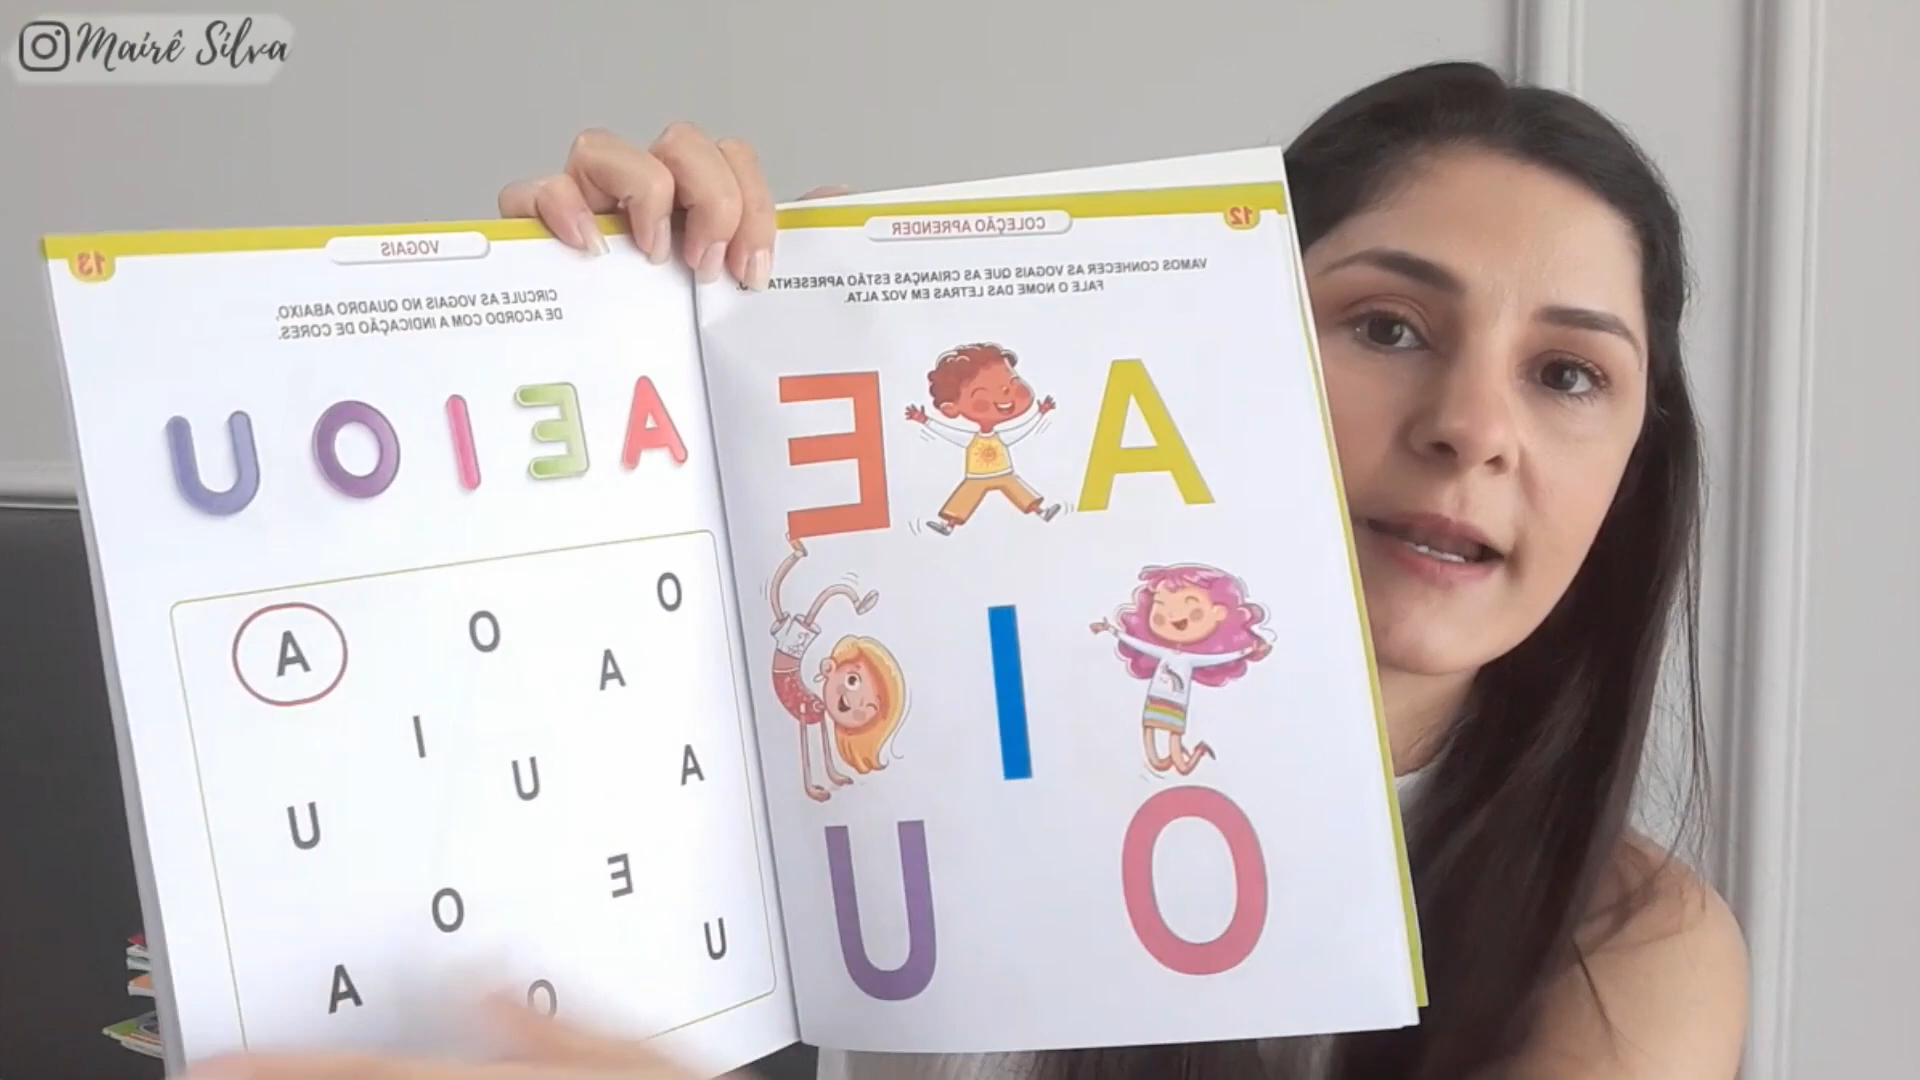 Mairê Silva
12
COLEÇÃO APRENDER
VAMOS CONHECER AS VOGAIS QUE AS CRIANÇAS ESTÃO APRESENTA
FALE O NOME DAS LETRAS EM VOZ ALTA.
A E
I
O U
13
VOGAIS
CIRCULE AS VOGAIS NO QUADRO ABAIXO,
DE ACORDO COM A INDICAÇÃO DE CORES.
A E I O U
O O A
A I
A U U
E O
U O A